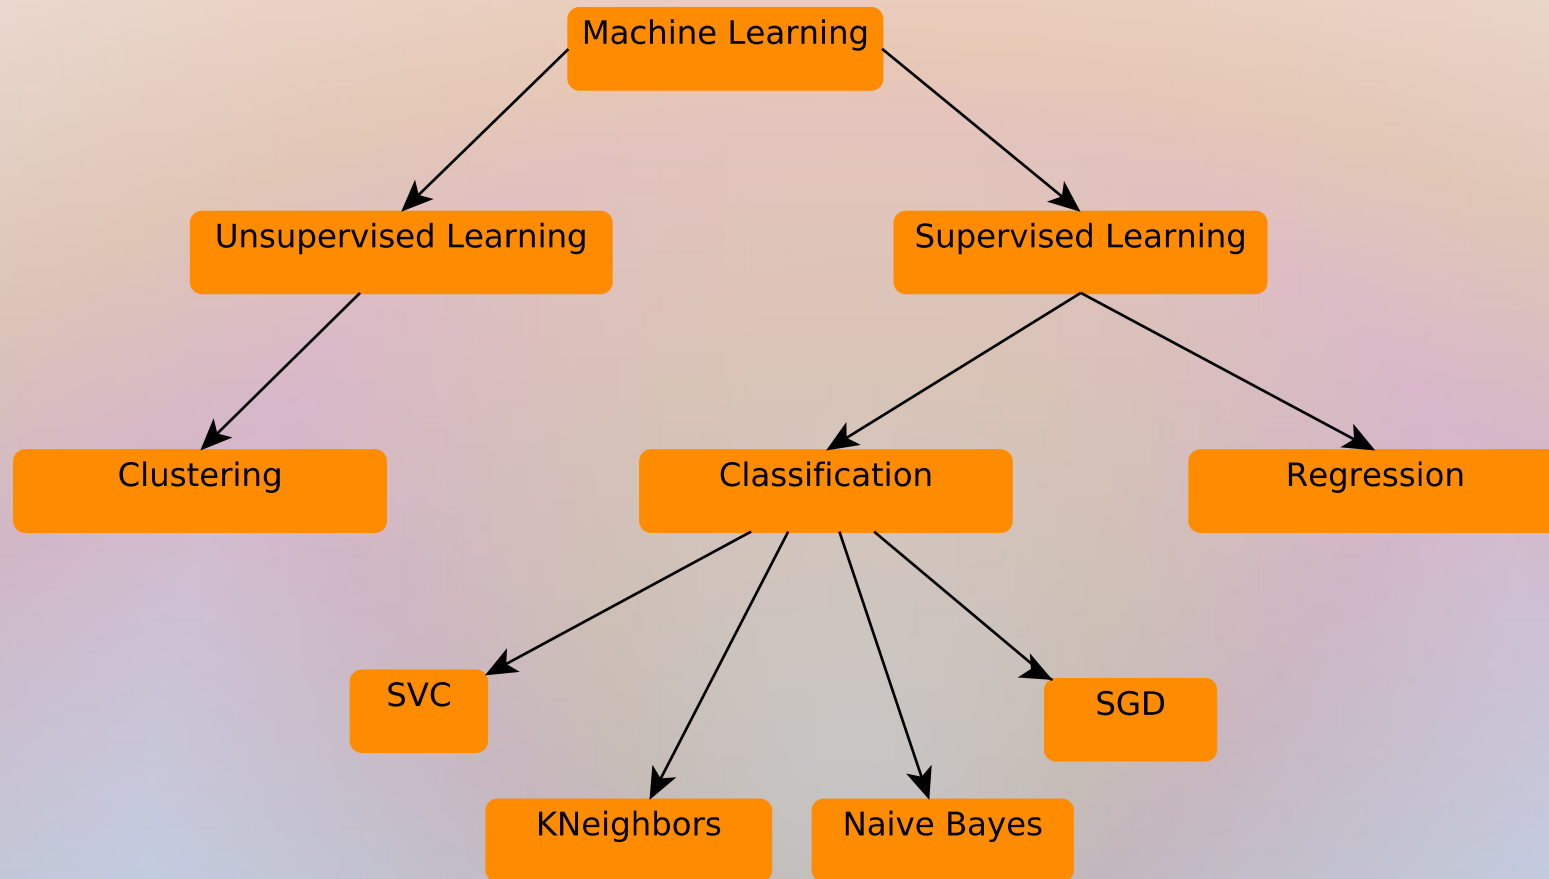 Machine Learning
Unsupervised Learning
Supervised Learning
Clustering
Classification
Regression
SVC
SGD
KNeighbors
Naive Bayes